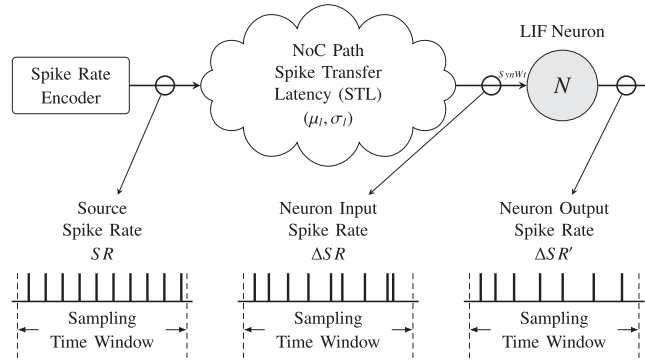 LIF Neuron
NoC Path
Spike Transfer
Latency (STL)
(μl, σl)
Spike Rate
Encoder
SynWt
N
Source
Spike Rate
SR
Neuron Input
Spike Rate
ΔSR
Neuron Output
Spike Rate
ΔSR′
Sampling
Time Window
Sampling
Time Window
Sampling
Time Window